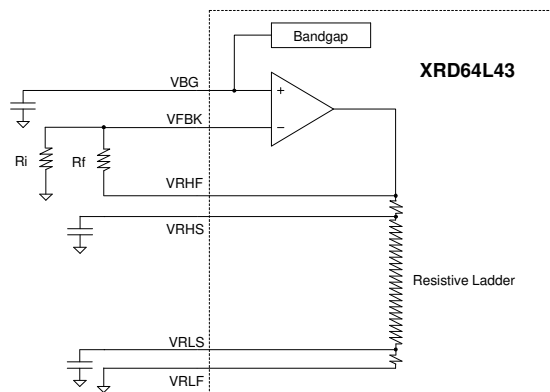 Bandgap
XRD64L43
VBG
+
VFBK
−
Ri
Rf
VRHF
VRHS
Resistive Ladder
VRLS
VRLF